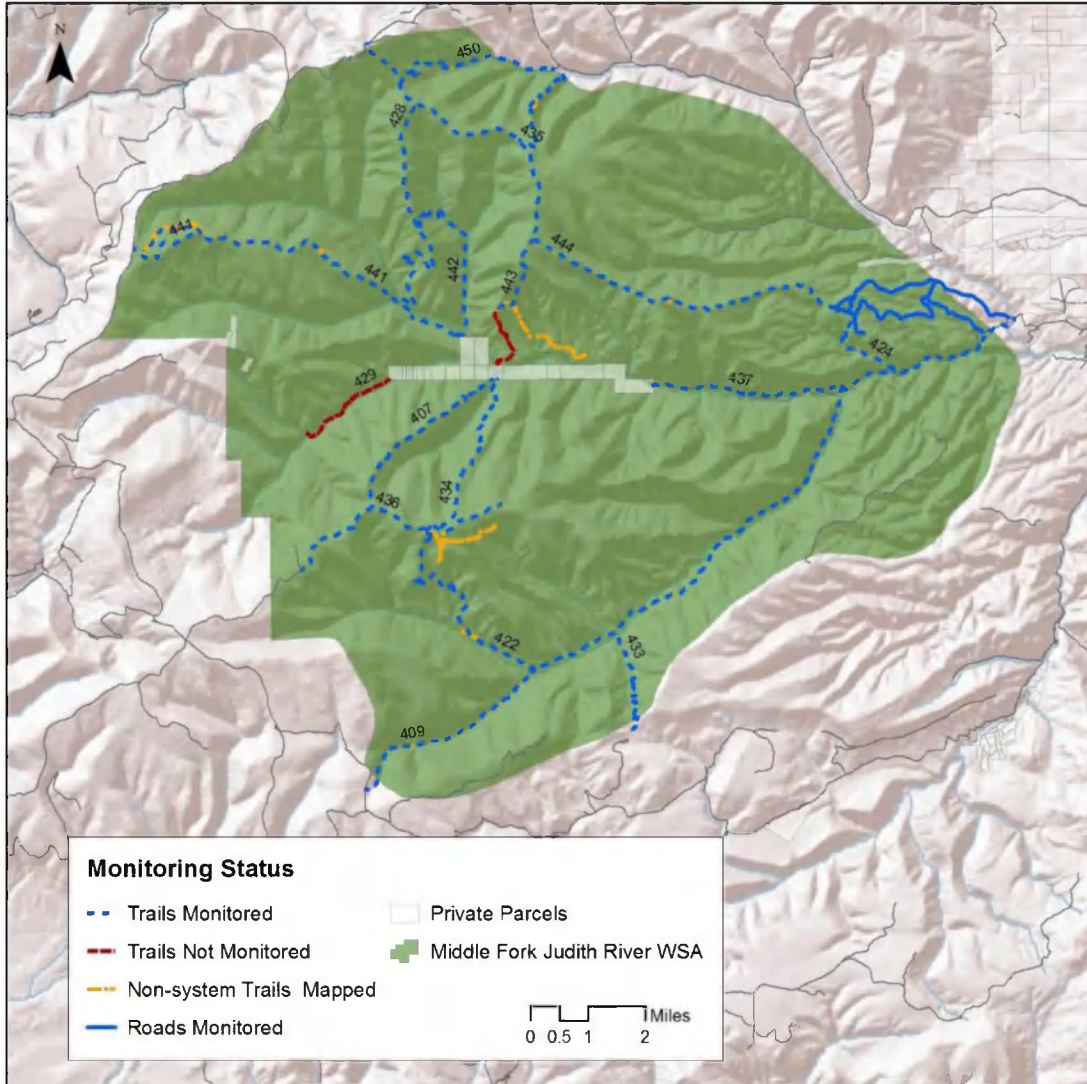 N
450
428
435
444
441
441
442
443
424
429
437
407
436
434
422
433
409
Monitoring Status
Trails Monitored
Private Parcels
Trails Not Monitored
Middle Fork Judith River WSA
Non-system Trails Mapped
Roads Monitored
Miles
0 0.5 1 2